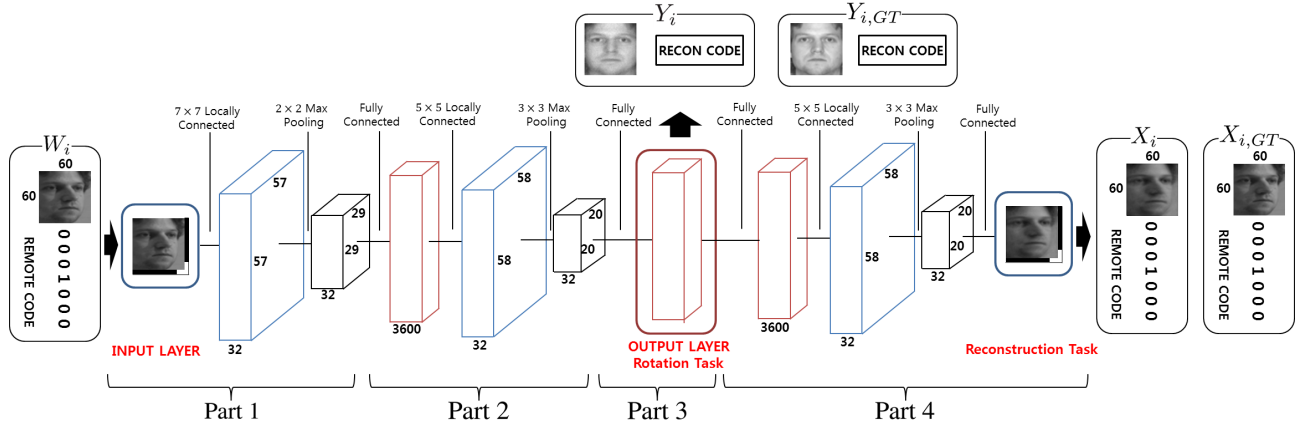 Y_i
RECON CODE
Y_{i,GT}
RECON CODE
7 × 7 Locally
Connected
2 × 2 Max
Pooling
Fully
Connected
5 × 5 Locally
Connected
3 × 3 Max
Pooling
Fully
Connected
Fully
Connected
5 × 5 Locally
Connected
3 × 3 Max
Pooling
Fully
Connected
W_i
60
60
REMOTE CODE
0 0 0 1 0 0 0
INPUT LAYER
57
57
32
29
29
32
3600
58
58
32
20
20
32
OUTPUT LAYER
Rotation Task
3600
58
58
32
20
20
32
Reconstruction Task
X_i
60
60
REMOTE CODE
0 0 0 1 0 0 0
X_{i,GT}
60
60
REMOTE CODE
0 0 0 1 0 0 0
Part 1
Part 2
Part 3
Part 4